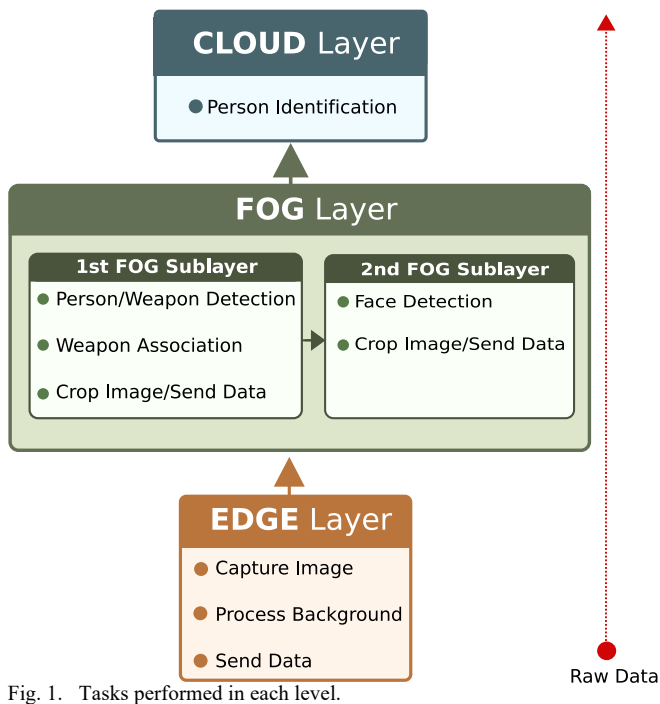 CLOUD Layer
Person Identification
FOG Layer
1st FOG Sublayer
Person/Weapon Detection
Weapon Association
Crop Image/Send Data
2nd FOG Sublayer
Face Detection
Crop Image/Send Data
EDGE Layer
Capture Image
Process Background
Send Data
Raw Data
Fig. 1. Tasks performed in each level.